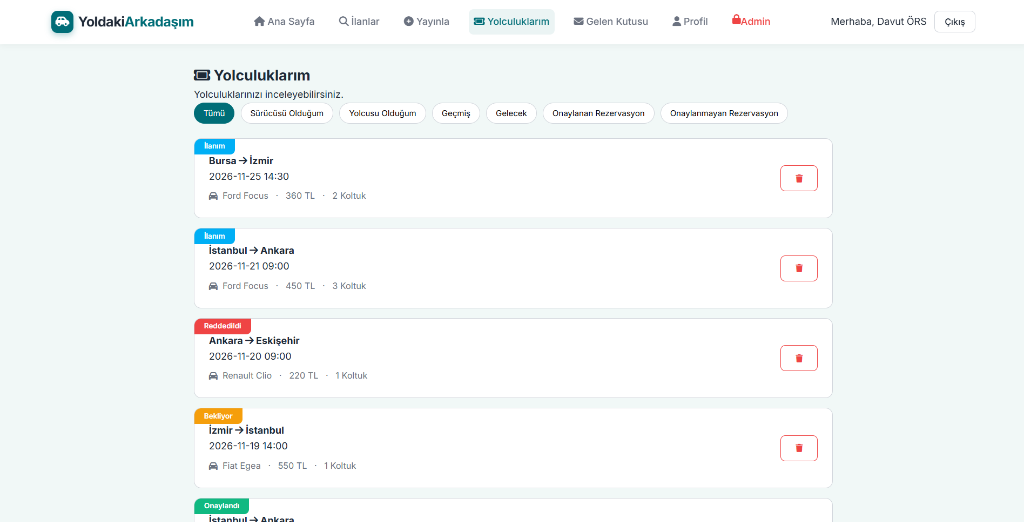 YoldakiArkadaşım Ana Sayfa İlanlar Yayınla Yolculuklarım Gelen Kutusu Profil Admin Merhaba, Davut ÖRS Çıkış
Yolculuklarım
Yolculuklarınızı inceleyebilirsiniz.
Tümü Sürücüsü Olduğum Yolcusu Olduğum Geçmiş Gelecek Onaylanan Rezervasyon Onaylanmayan Rezervasyon
İlanım
Bursa → İzmir
2026-11-25 14:30
Ford Focus · 360 TL · 2 Koltuk
İlanım
İstanbul → Ankara
2026-11-21 09:00
Ford Focus · 450 TL · 3 Koltuk
Reddedildi
Ankara → Eskişehir
2026-11-20 09:00
Renault Clio · 220 TL · 1 Koltuk
Bekliyor
İzmir → İstanbul
2026-11-19 14:00
Fiat Egea · 550 TL · 1 Koltuk
Onaylandı
İstanbul → Ankara